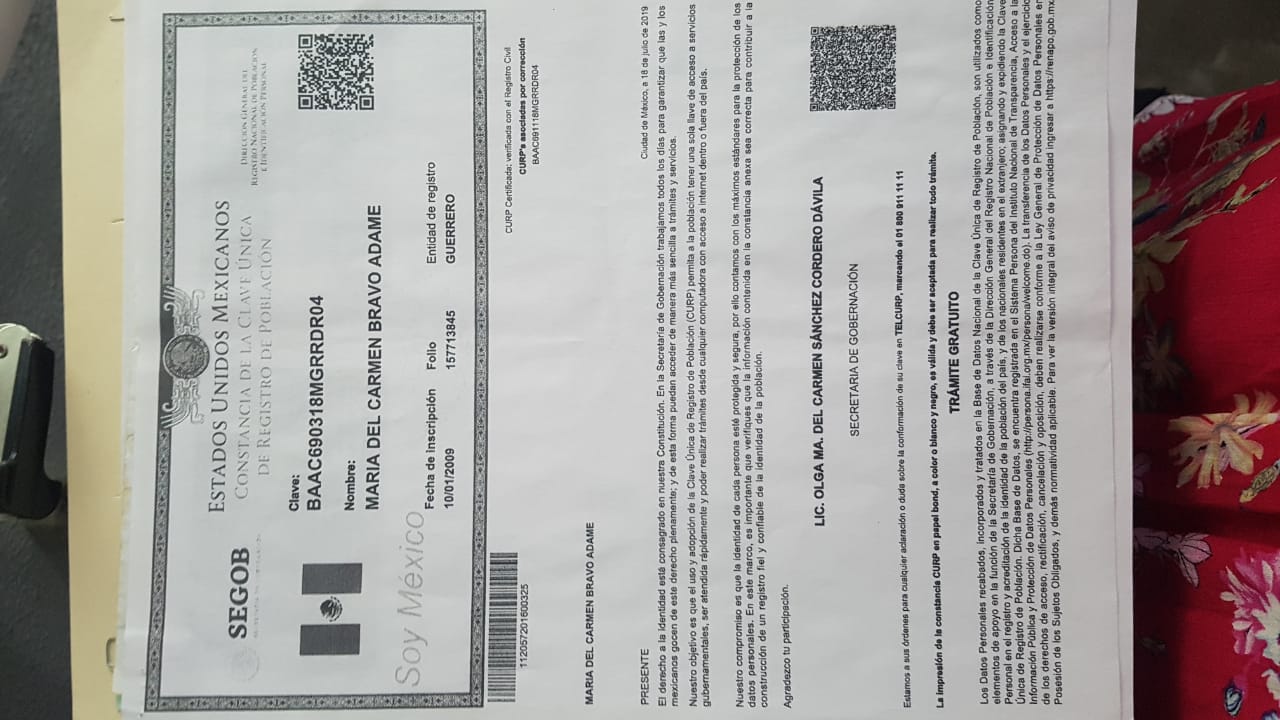 SEGOB
ESTADOS UNIDOS MEXICANOS
CONSTANCIA DE LA CLAVE ÚNICA
DE REGISTRO DE POBLACIÓN
DIRECCIÓN GENERAL DEL
REGISTRO NACIONAL DE POBLACIÓN
E IDENTIFICACIÓN PERSONAL
Soy México
Clave:
BAAC690318MGRRDR04
Nombre:
MARIA DEL CARMEN BRAVO ADAME
Fecha de inscripción Folio Entidad de registro
10/01/2009 157713845 GUERRERO
112057201600325
CURP Certificada: verificada con el Registro Civil
CURP's asociadas por corrección
BAAC691118MGRRDR04
MARIA DEL CARMEN BRAVO ADAME
PRESENTE Ciudad de México, a 18 de julio de 2019
El derecho a la identidad está consagrado en nuestra Constitución. En la Secretaría de Gobernación trabajamos todos los días para garantizar que las y los
mexicanos gocen de este derecho plenamente; y de esta forma puedan acceder de manera más sencilla a trámites y servicios.
Nuestro objetivo es que el uso y adopción de la Clave Única de Registro de Población (CURP) permita a la población tener una sola llave de acceso a servicios
gubernamentales, ser atendida rápidamente y poder realizar trámites desde cualquier computadora con acceso a internet dentro o fuera del país.
Nuestro compromiso es que la identidad de cada persona esté protegida y segura, por ello contamos con los máximos estándares para la protección de los
datos personales. En este marco, es importante que verifiques que la información contenida en la constancia anexa sea correcta para contribuir a la
construcción de un registro fiel y confiable de la identidad de la población.
Agradezco tu participación.
LIC. OLGA MA. DEL CARMEN SÁNCHEZ CORDERO DÁVILA
SECRETARIA DE GOBERNACIÓN
Estamos a sus órdenes para cualquier aclaración o duda sobre la conformación de su clave en TELCURP, marcando el 01 800 911 11 11
La impresión de la constancia CURP en papel bond, a color o blanco y negro, es válida y debe ser aceptada para realizar todo trámite.
TRÁMITE GRATUITO
Los Datos Personales recabados, incorporados y tratados en la Base de Datos Nacional de la Clave Única de Registro de Población, son utilizados como
elementos de apoyo en la función de la Secretaría de Gobernación, a través de la Dirección General del Registro Nacional de Población e Identificación
Personal en el registro y acreditación de la identidad de la población del país, y de los nacionales residentes en el extranjero; asignando y expidiendo la Clave
Única de Registro de Población. Dicha Base de Datos, se encuentra registrada en el Sistema Persona del Instituto Nacional de Transparencia, Acceso a la
Información Pública y Protección de Datos Personales (http://persona.ifai.org.mx/persona/welcome.do). La transferencia de los Datos Personales y el ejercicio
de los derechos de acceso, rectificación, cancelación y oposición, deben realizarse conforme a la Ley General de Protección de Datos Personales en
Posesión de los Sujetos Obligados, y demás normatividad aplicable. Para ver la versión integral del aviso de privacidad ingresar a https://renapo.gob.mx